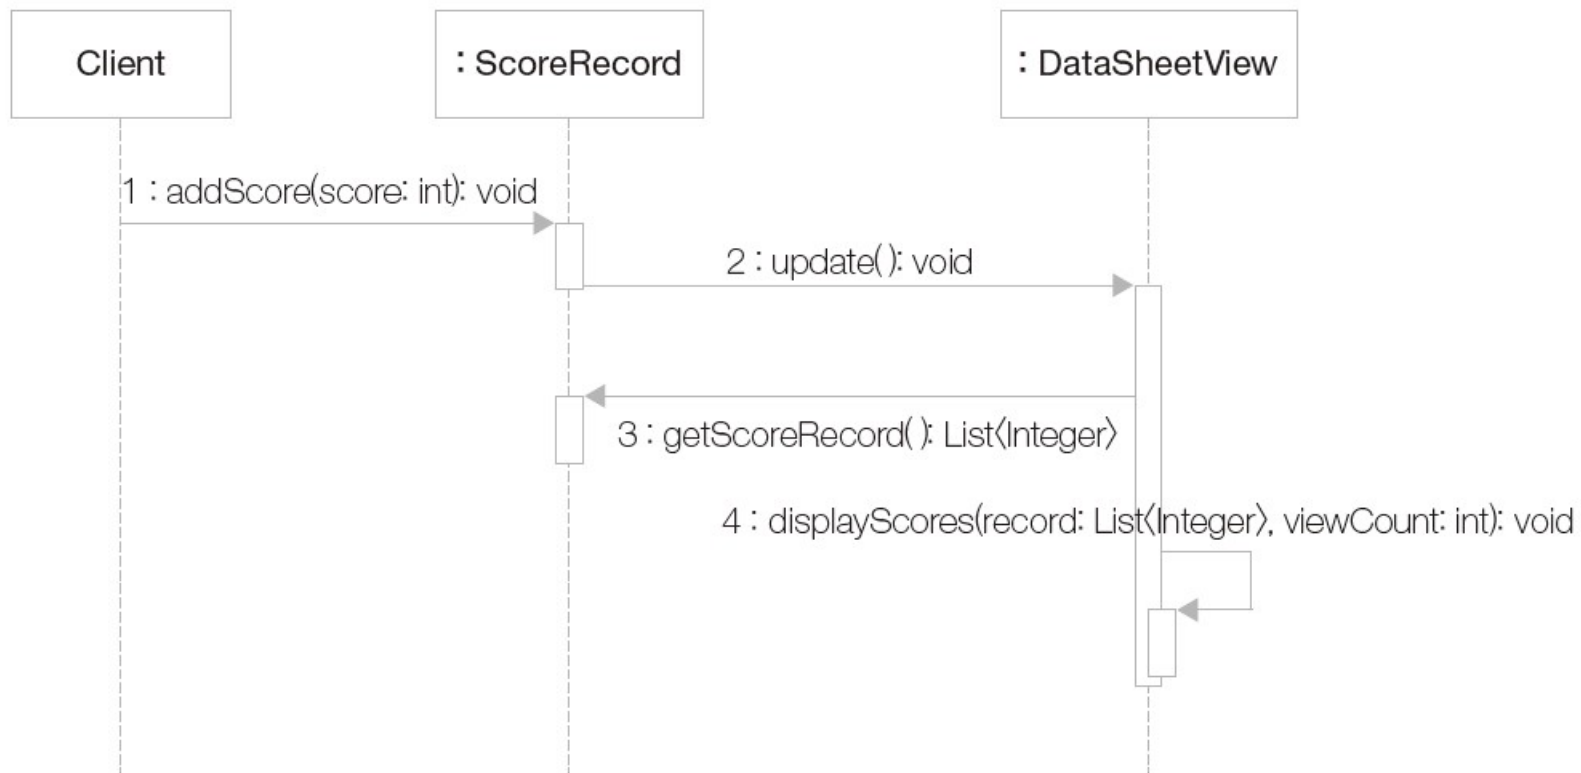 Client
: ScoreRecord
: DataSheetView
1 : addScore(score: int): void
2 : update( ): void
3 : getScoreRecord( ): List〈Integer〉
4 : displayScores(record: List〈Integer〉, viewCount: int): void